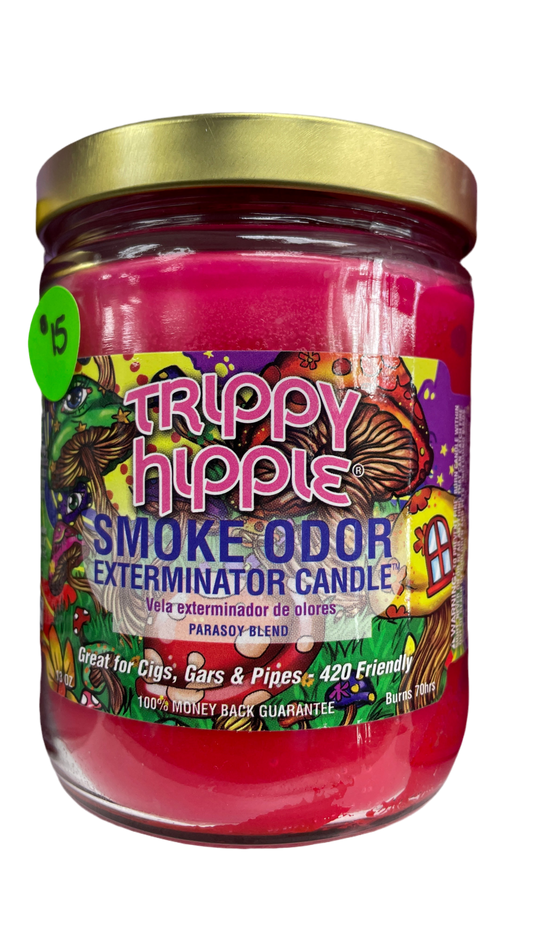 $15
TRIPPY
hIPPIE®
SMOKE ODOR
EXTERMINATOR CANDLE™
Vela exterminador de olores
PARASOY BLEND
Great for Cigs, Gars & Pipes - 420 Friendly
13 OZ
100% MONEY BACK GUARANTEE
Burns 70hrs